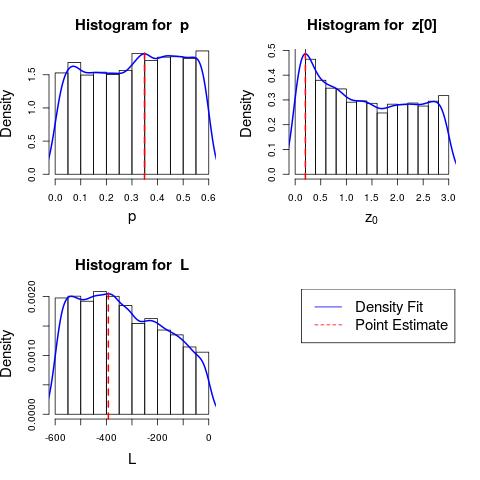 Histogram for p
Density
0.0 0.5 1.0 1.5
0.0 0.1 0.2 0.3 0.4 0.5 0.6
p
Histogram for z[0]
Density
0.0 0.1 0.2 0.3 0.4 0.5
0.0 0.5 1.0 1.5 2.0 2.5 3.0
z₀
Histogram for L
Density
0.0000 0.0010 0.0020
-600 -400 -200 0
L
Density Fit
Point Estimate